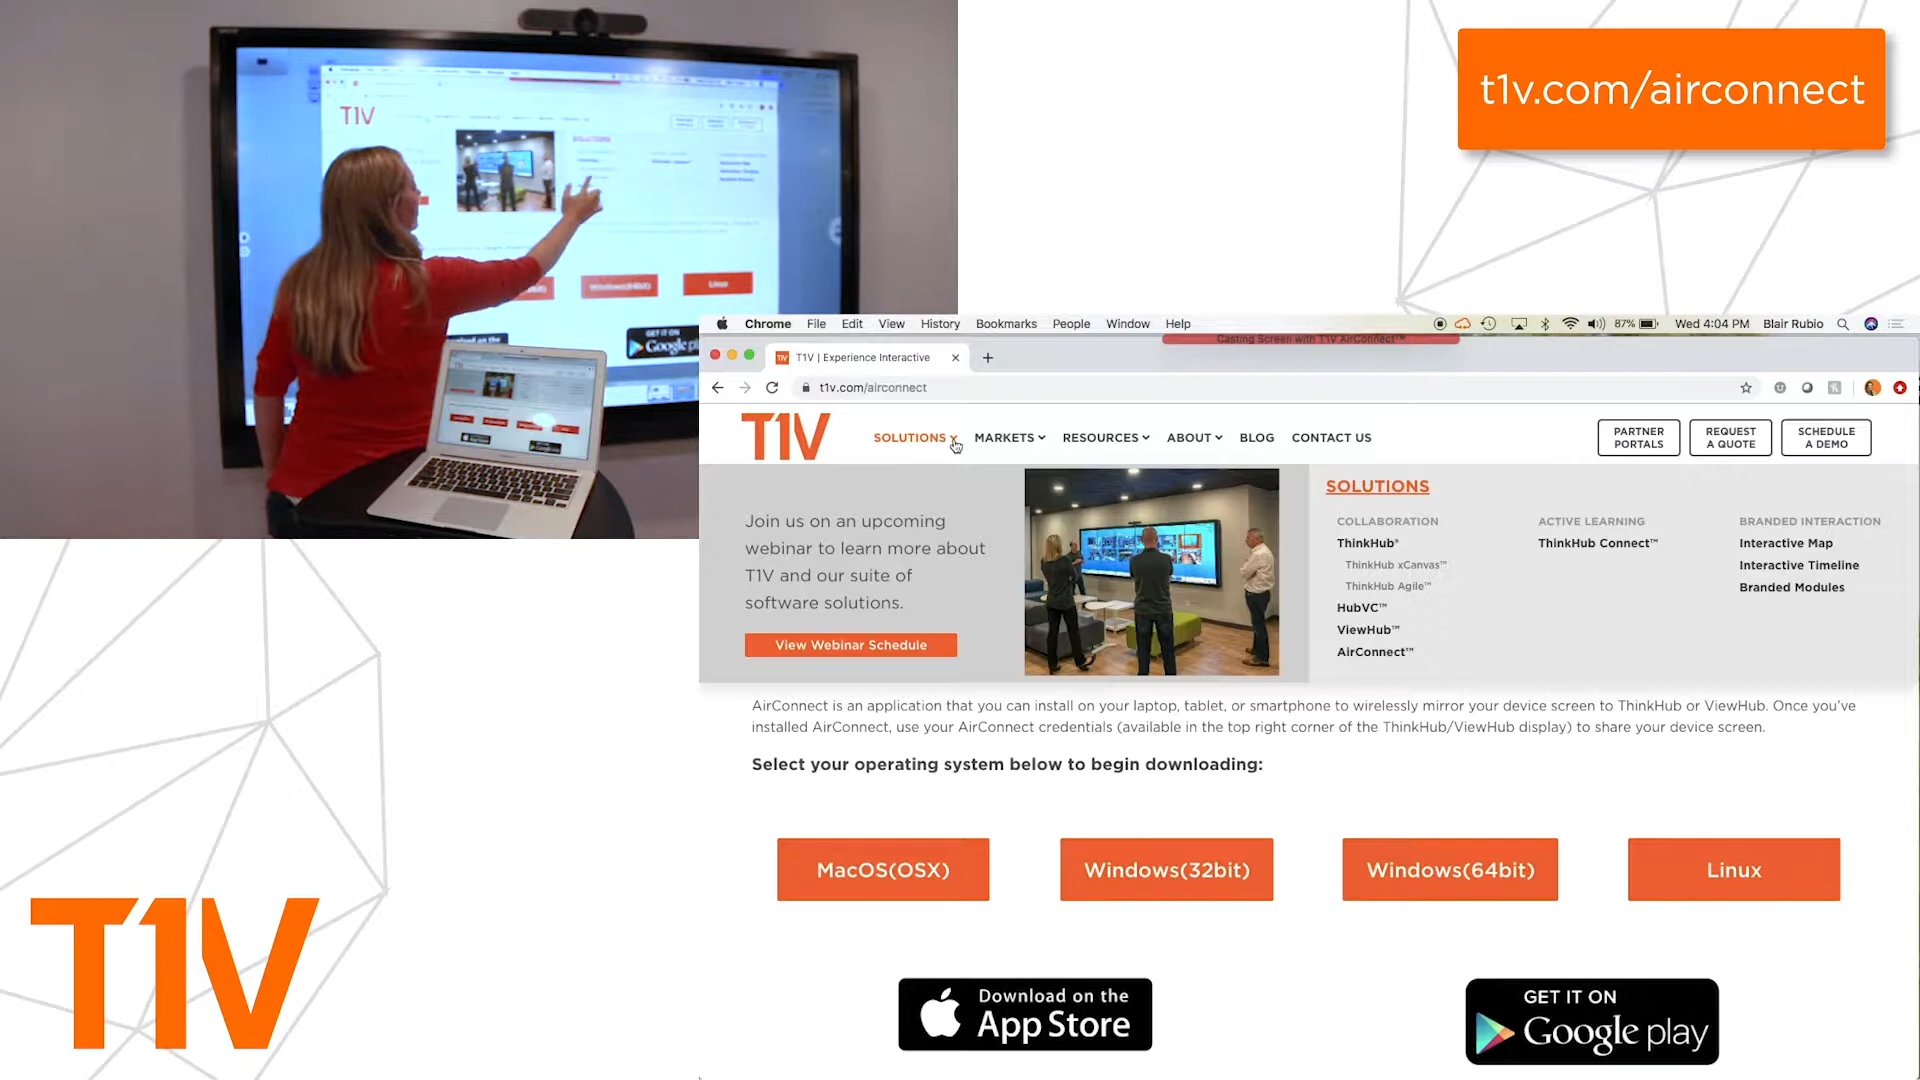 T1V
Linux
t1v.com/airconnect
Chrome File Edit View History Bookmarks People Window Help
87% Wed 4:04 PM Blair Rubio
Casting Screen with T1V AirConnect™
T1V | Experience Interactive
t1v.com/airconnect
T1V
SOLUTIONS MARKETS RESOURCES ABOUT BLOG CONTACT US
PARTNER
PORTALS
REQUEST
A QUOTE
SCHEDULE
A DEMO
Join us on an upcoming
webinar to learn more about
T1V and our suite of
software solutions.
View Webinar Schedule
SOLUTIONS
COLLABORATION
ThinkHub®
ThinkHub xCanvas™
ThinkHub Agile™
HubVC™
ViewHub™
AirConnect™
ACTIVE LEARNING
ThinkHub Connect™
BRANDED INTERACTION
Interactive Map
Interactive Timeline
Branded Modules
AirConnect is an application that you can install on your laptop, tablet, or smartphone to wirelessly mirror your device screen to ThinkHub or ViewHub. Once you’ve
installed AirConnect, use your AirConnect credentials (available in the top right corner of the ThinkHub/ViewHub display) to share your device screen.
Select your operating system below to begin downloading:
MacOS(OSX)
Windows(32bit)
Windows(64bit)
Linux
Download on the
App Store
GET IT ON
Google play
T1V